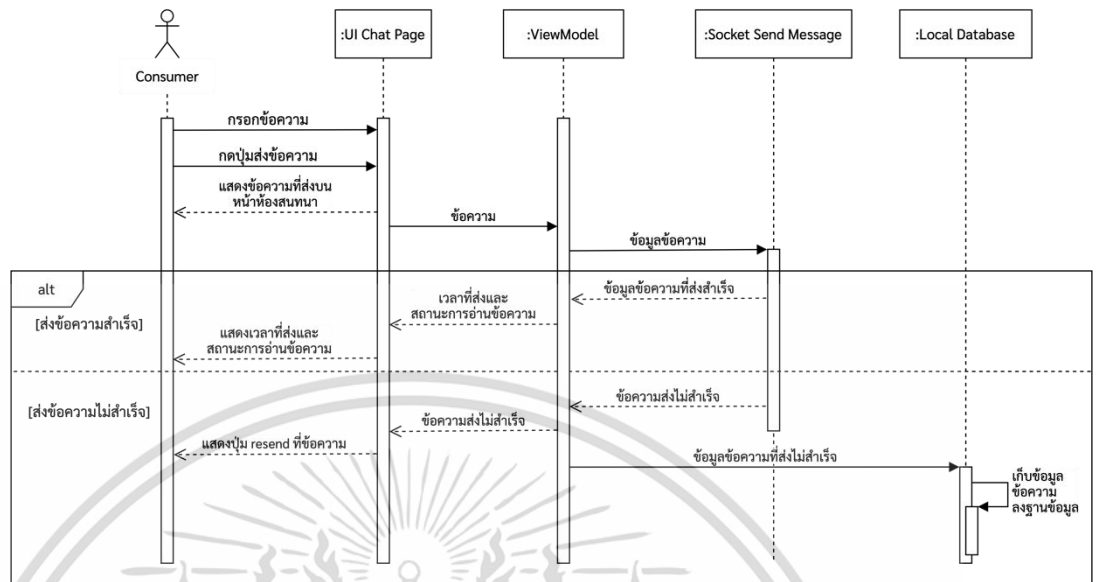 :UI Chat Page
:ViewModel
:Socket Send Message
:Local Database
Consumer
กรอกข้อความ
กดปุ่มส่งข้อความ
แสดงข้อความที่ส่งบน
หน้าห้องสนทนา
ข้อความ
ข้อมูลข้อความ
alt
[ส่งข้อความสำเร็จ]
ข้อมูลข้อความที่ส่งสำเร็จ
เวลาที่ส่งและ
สถานะการอ่านข้อความ
แสดงเวลาที่ส่งและ
สถานะการอ่านข้อความ
[ส่งข้อความไม่สำเร็จ]
ข้อความส่งไม่สำเร็จ
ข้อความส่งไม่สำเร็จ
แสดงปุ่ม resend ที่ข้อความ
ข้อมูลข้อความที่ส่งไม่สำเร็จ
เก็บข้อมูล
ข้อความ
ลงฐานข้อมูล